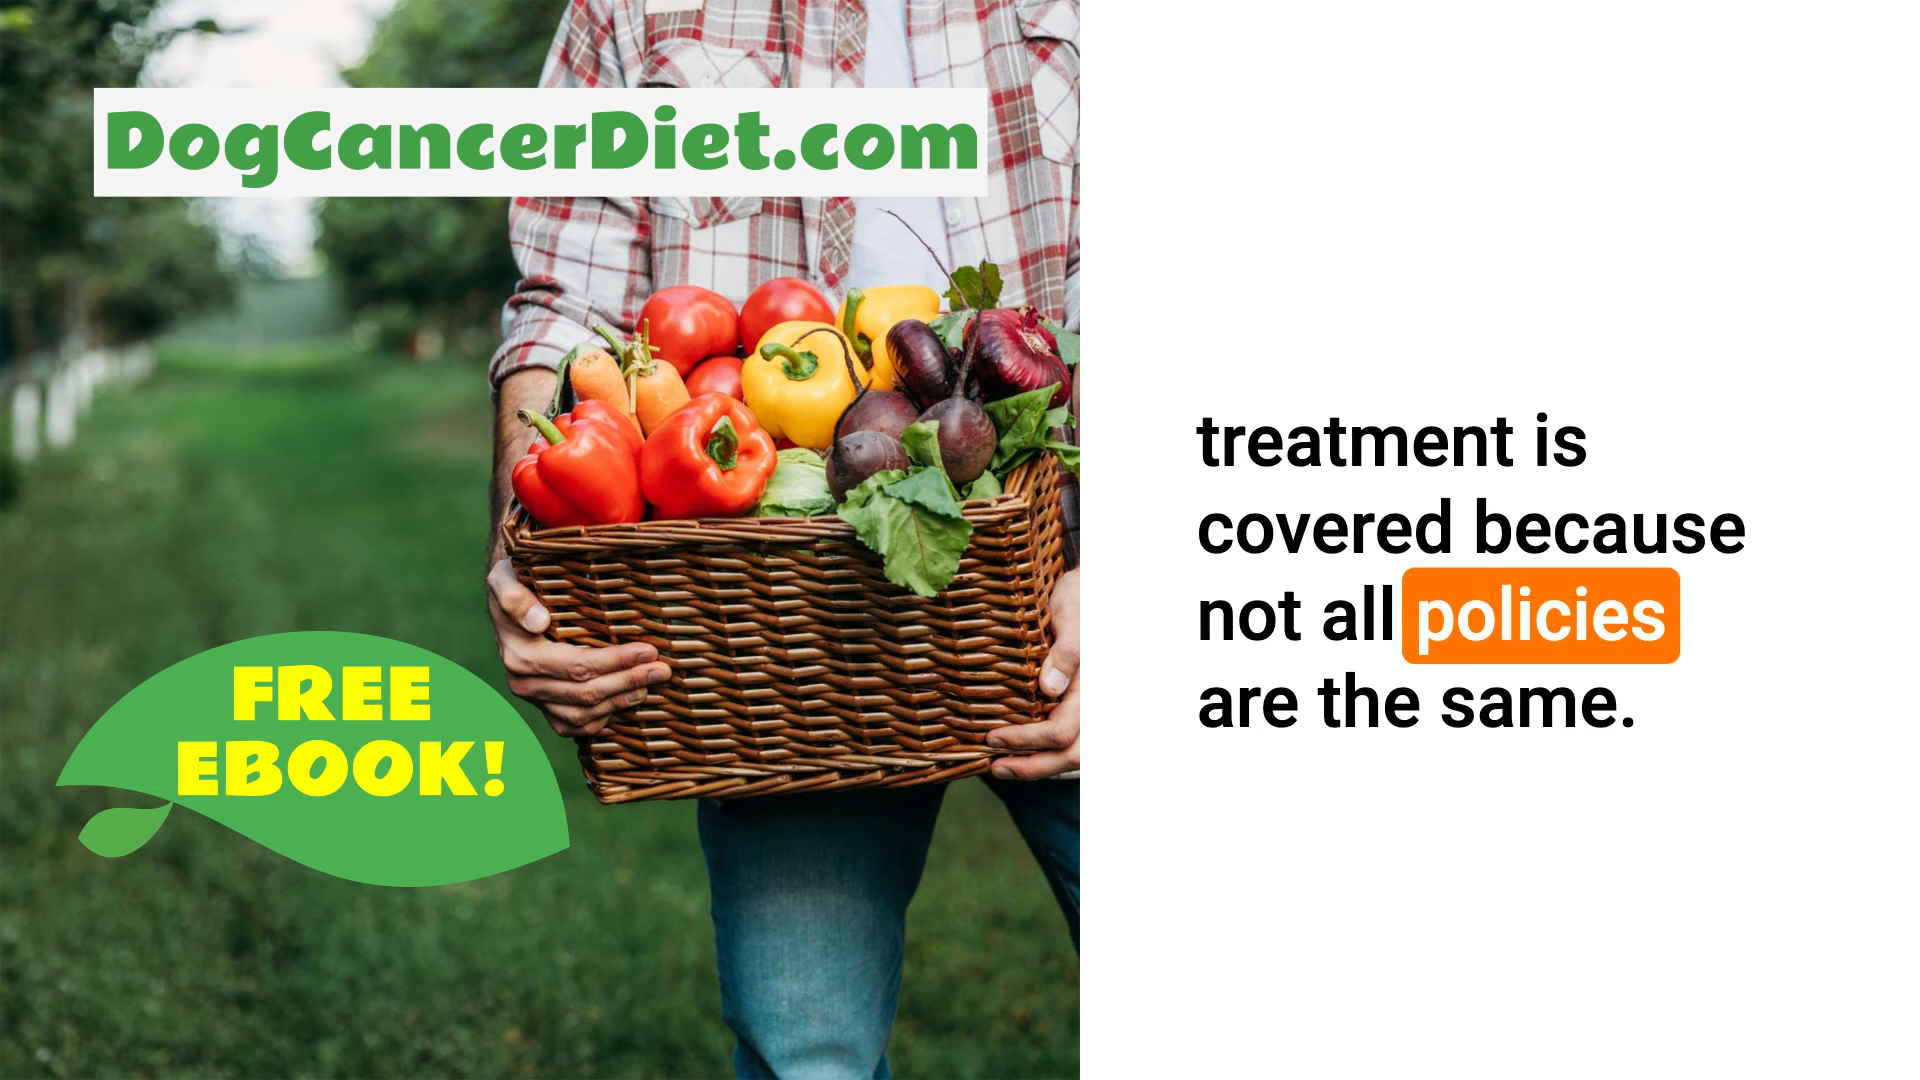 DogCancerDiet.com
FREE
EBOOK!
treatment is
covered because
not all policies
are the same.